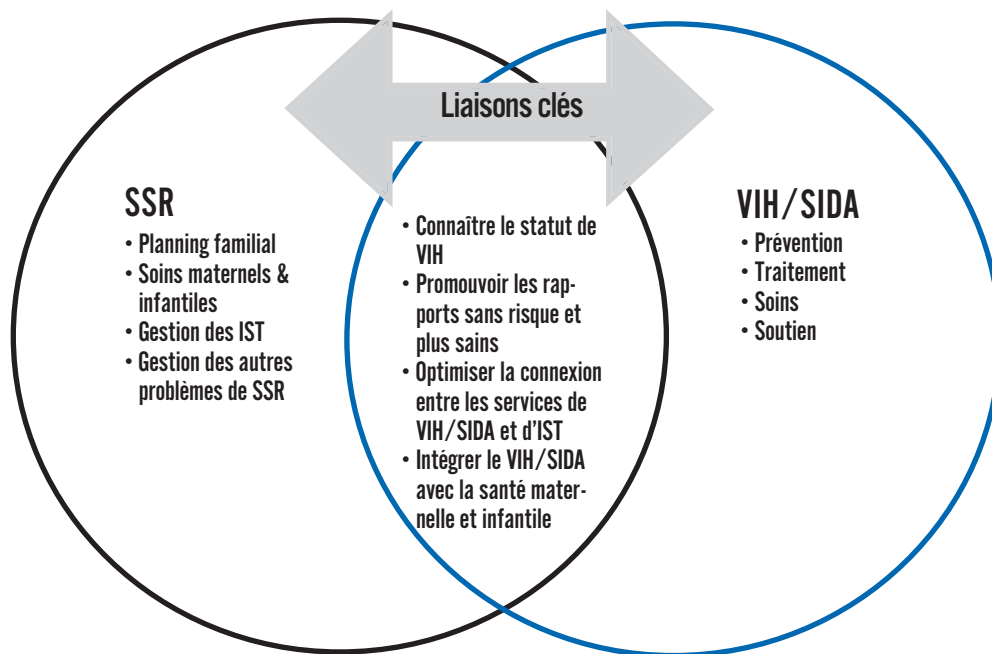 Liaisons clés
SSR
• Planning familial
• Soins maternels &
infantiles
• Gestion des IST
• Gestion des autres
problèmes de SSR
• Connaître le statut de
VIH
• Promouvoir les rap-
ports sans risque et
plus sains
• Optimiser la connexion
entre les services de
VIH/SIDA et d'IST
• Intégrer le VIH/SIDA
avec la santé mater-
nelle et infantile
VIH/SIDA
• Prévention
• Traitement
• Soins
• Soutien